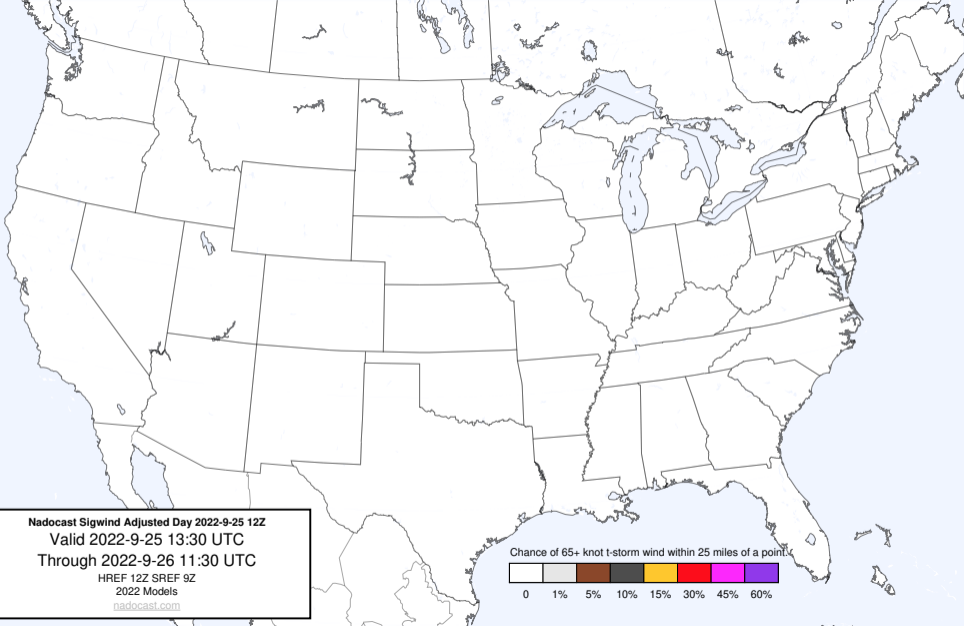 Nadocast Sigwind Adjusted Day 2022-9-25 12Z
Valid 2022-9-25 13:30 UTC
Through 2022-9-26 11:30 UTC
HREF 12Z SREF 9Z
2022 Models
nadocast.com
Chance of 65+ knot t-storm wind within 25 miles of a point.
0 1% 5% 10% 15% 30% 45% 60%